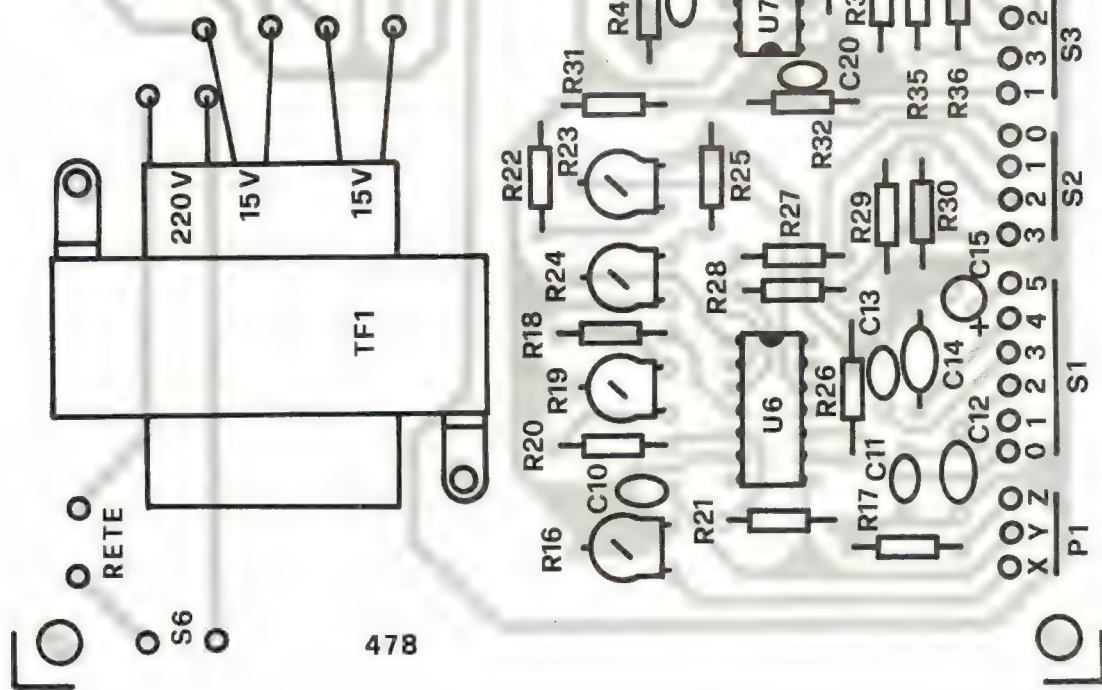 R4
U7
R3
2
S3
3
1
C20
R31
R32
R35
R36
220V
15V
15V
R22
R23
R25
0
1
2
3
S2
R27
R29
R30
R24
R28
C15
C13
+
TF1
R18
R19
R20
U6
R26
C14
C12
5
4
3
2
1
0
S1
C10
C11
R17
R16
R21
RETE
Z
Y
X
P1
S6
478